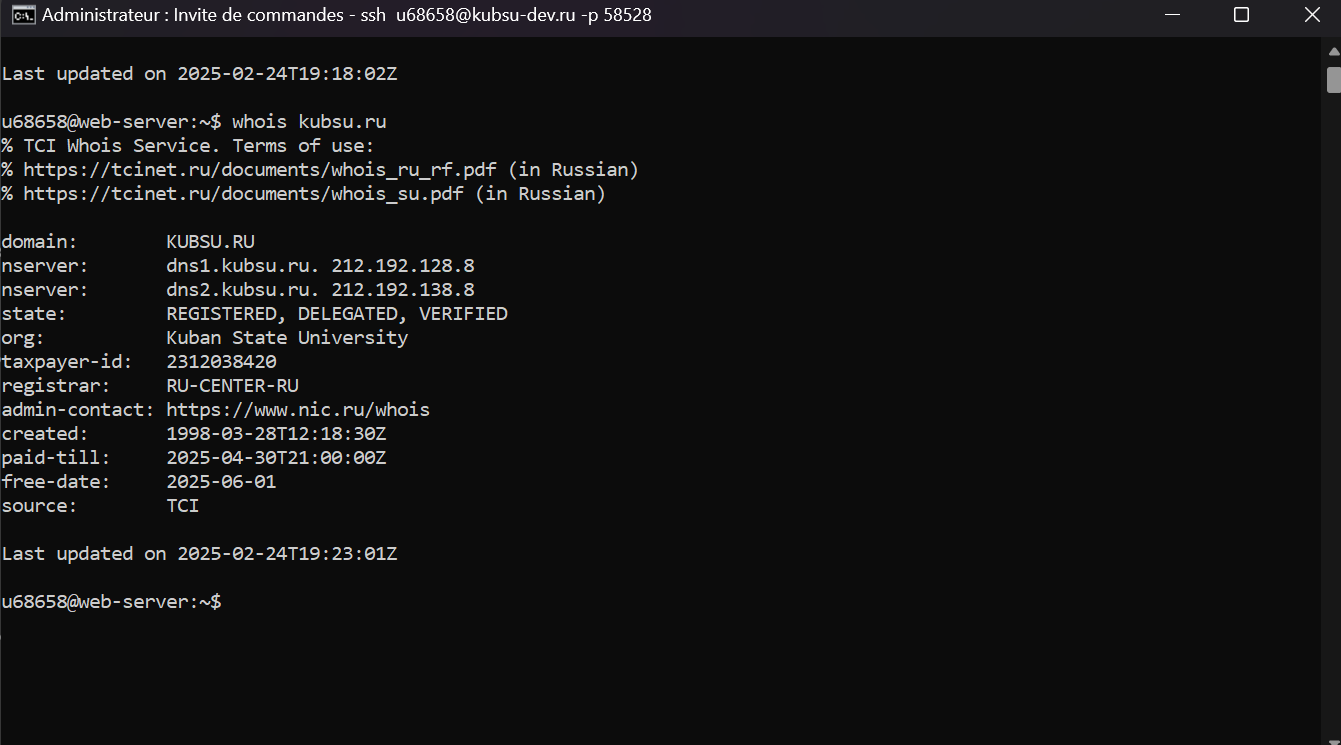 Administrateur : Invite de commandes - ssh  u68658@kubsu-dev.ru -p 58528
Last updated on 2025-02-24T19:18:02Z
u68658@web-server:~$ whois kubsu.ru
% TCI Whois Service. Terms of use:
% https://tcinet.ru/documents/whois_ru_rf.pdf (in Russian)
% https://tcinet.ru/documents/whois_su.pdf (in Russian)
domain:        KUBSU.RU
nserver:       dns1.kubsu.ru. 212.192.128.8
nserver:       dns2.kubsu.ru. 212.192.138.8
state:         REGISTERED, DELEGATED, VERIFIED
org:           Kuban State University
taxpayer-id:   2312038420
registrar:     RU-CENTER-RU
admin-contact: https://www.nic.ru/whois
created:       1998-03-28T12:18:30Z
paid-till:     2025-04-30T21:00:00Z
free-date:     2025-06-01
source:        TCI
Last updated on 2025-02-24T19:23:01Z
u68658@web-server:~$